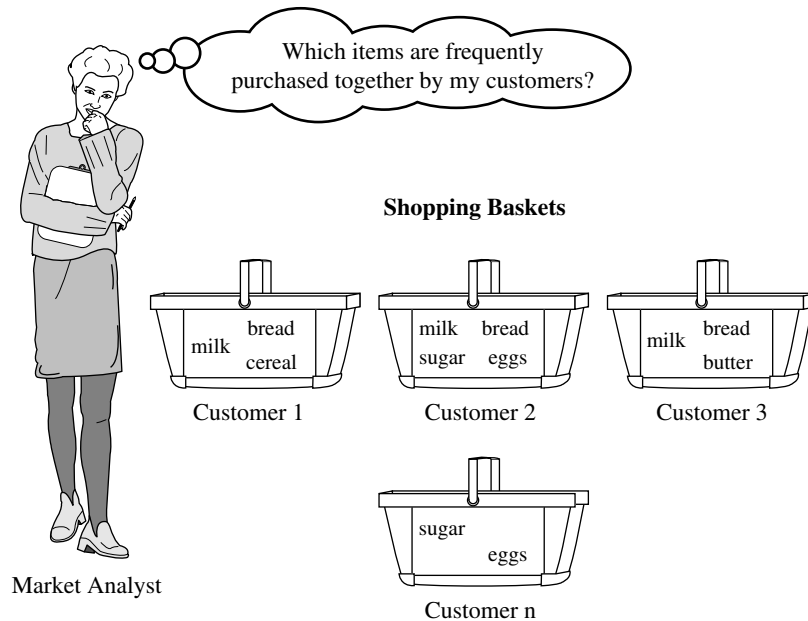 Which items are frequently
purchased together by my customers?
Shopping Baskets
milk
bread
cereal
Customer 1
milk bread
sugar eggs
Customer 2
milk
bread
butter
Customer 3
sugar
eggs
Customer n
Market Analyst